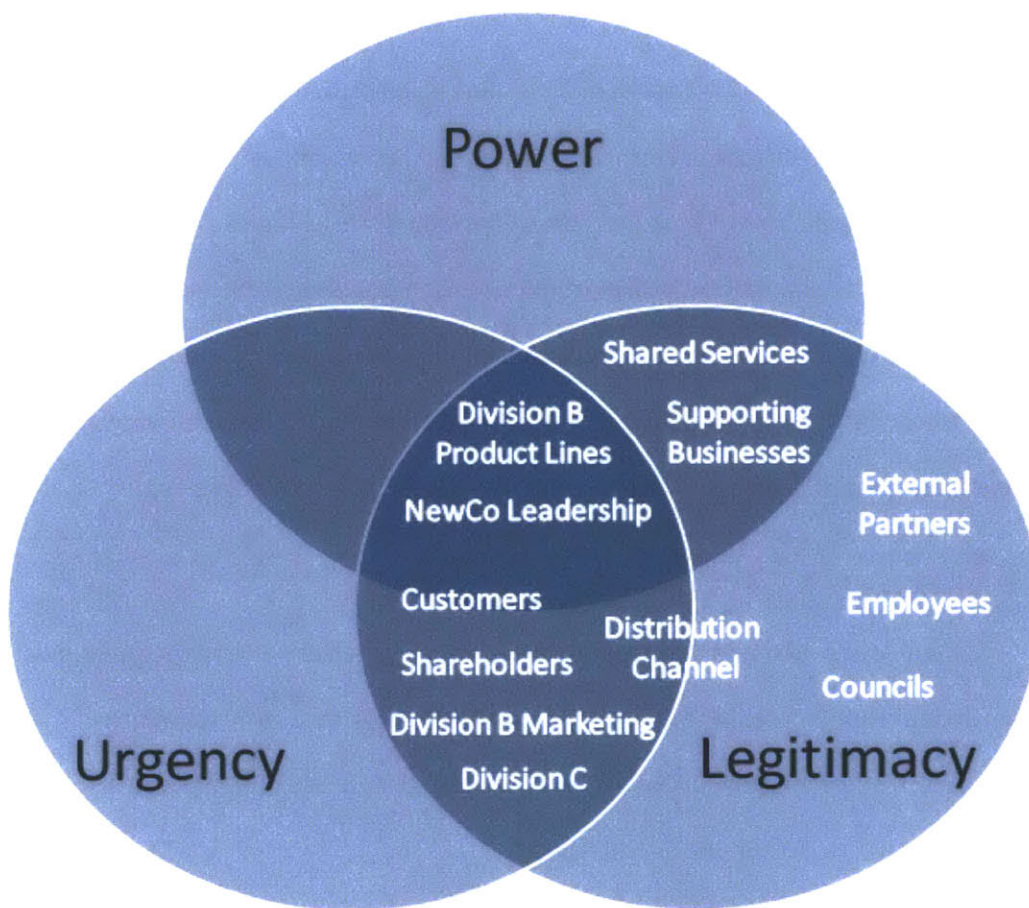 Power
Shared Services
Division B
Product Lines
Supporting
Businesses
NewCo Leadership
External
Partners
Customers
Employees
Distribution
Channel
Shareholders
Councils
Division B Marketing
Urgency
Legitimacy
Division C